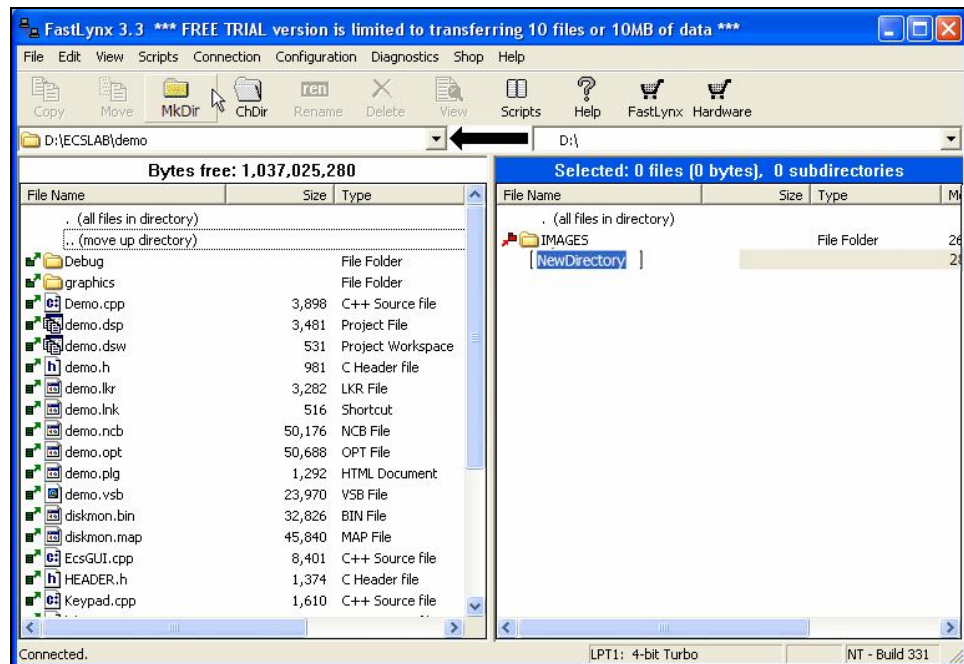 FastLynx 3.3 *** FREE TRIAL version is limited to transferring 10 files or 10MB of data ***
File Edit View Scripts Connection Configuration Diagnostics Shop Help
Copy Move MkDir ChDir ren Rename Delete View Scripts Help FastLynx Hardware
D:\ECSLAB\demo D:\
Bytes free: 1,037,025,280 Selected: 0 files (0 bytes), 0 subdirectories
File Name Size Type File Name Size Type
. (all files in directory) . (all files in directory)
.. (move up directory) IMAGES File Folder 26
Debug File Folder NewDirectory 28
graphics File Folder
Demo.cpp 3,898 C++ Source file
demo.dsp 3,481 Project File
demo.dsw 531 Project Workspace
demo.h 981 C Header file
demo.lkr 3,282 LKR File
demo.lnk 516 Shortcut
demo.ncb 50,176 NCB File
demo.opt 50,688 OPT File
demo.plg 1,292 HTML Document
demo.vsb 23,970 VSB File
diskmon.bin 32,826 BIN File
diskmon.map 45,840 MAP File
EcsGUI.cpp 8,401 C++ Source file
HEADER.h 1,374 C Header file
Keypad.cpp 1,610 C++ Source file
Connected. LPT1: 4-bit Turbo NT - Build 331